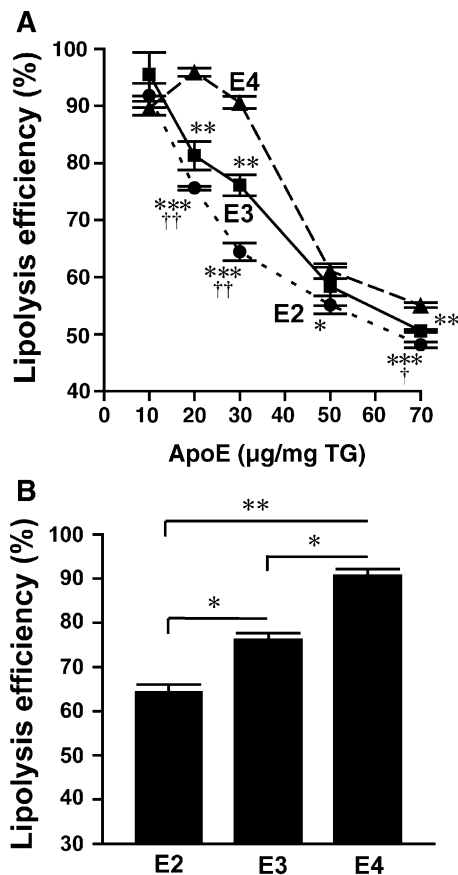 A
Lipolysis efficiency (%)
100
90
80
70
60
50
40
E4
**
**
E3
***
††
***
††
E2
*
**
***
†
0 10 20 30 40 50 60 70
ApoE (µg/mg TG)
B
Lipolysis efficiency (%)
100
90
80
70
60
50
40
30
**
*
*
E2 E3 E4